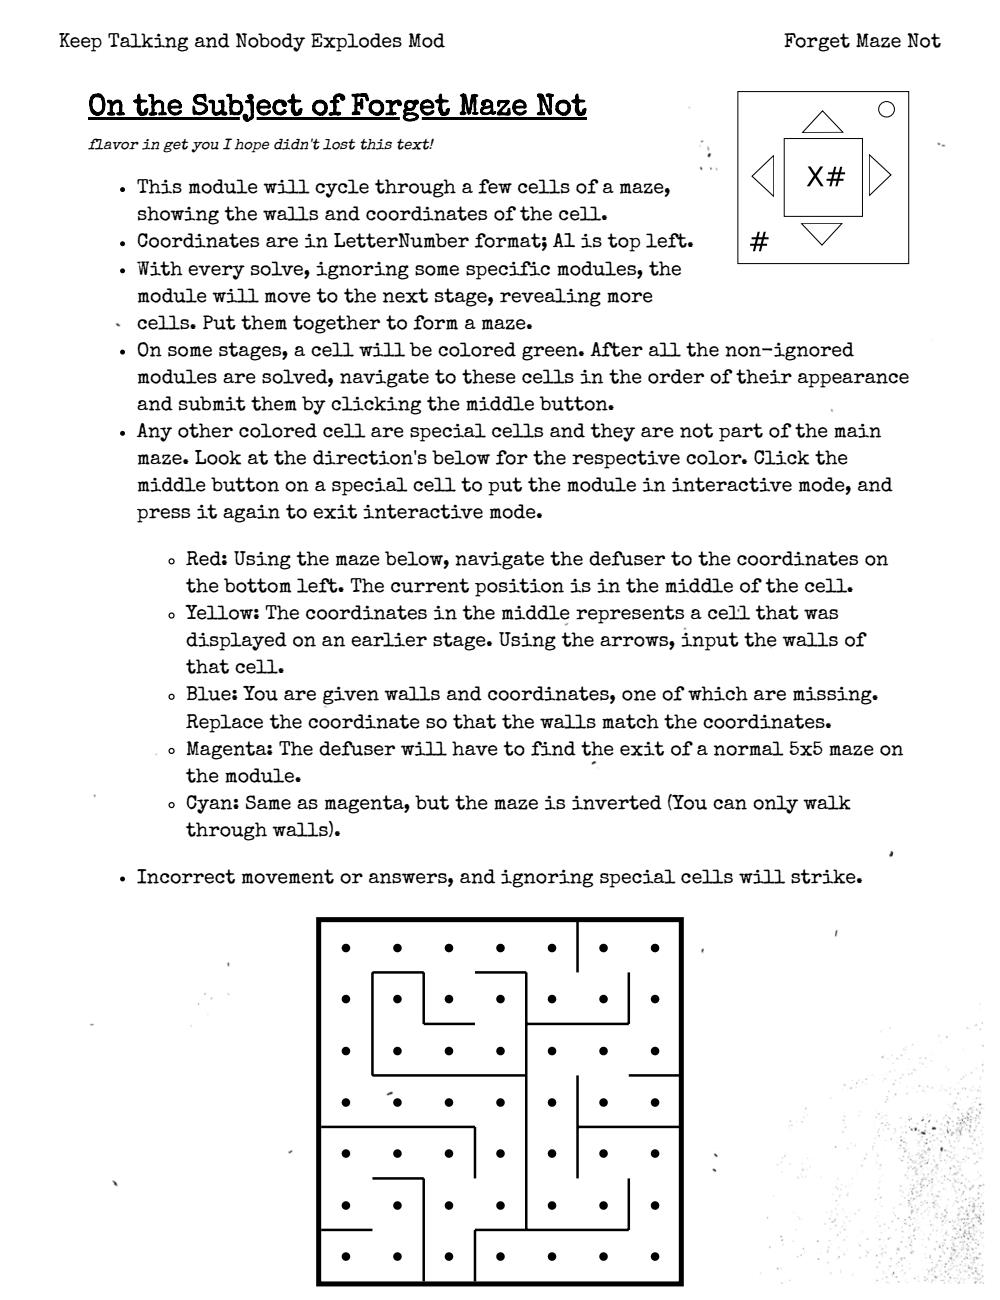 Keep Talking and Nobody Explodes Mod
Forget Maze Not
On the Subject of Forget Maze Not
flavor in get you I hope didn't lost this text!
X#
#
• This module will cycle through a few cells of a maze,
showing the walls and coordinates of the cell.
• Coordinates are in LetterNumber format; A1 is top left.
• With every solve, ignoring some specific modules, the
module will move to the next stage, revealing more
cells. Put them together to form a maze.
• On some stages, a cell will be colored green. After all the non-ignored
modules are solved, navigate to these cells in the order of their appearance
and submit them by clicking the middle button.
• Any other colored cell are special cells and they are not part of the main
maze. Look at the direction's below for the respective color. Click the
middle button on a special cell to put the module in interactive mode, and
press it again to exit interactive mode.
◦ Red: Using the maze below, navigate the defuser to the coordinates on
the bottom left. The current position is in the middle of the cell.
◦ Yellow: The coordinates in the middle represents a cell that was
displayed on an earlier stage. Using the arrows, input the walls of
that cell.
◦ Blue: You are given walls and coordinates, one of which are missing.
Replace the coordinate so that the walls match the coordinates.
◦ Magenta: The defuser will have to find the exit of a normal 5x5 maze on
the module.
◦ Cyan: Same as magenta, but the maze is inverted (You can only walk
through walls).
• Incorrect movement or answers, and ignoring special cells will strike.